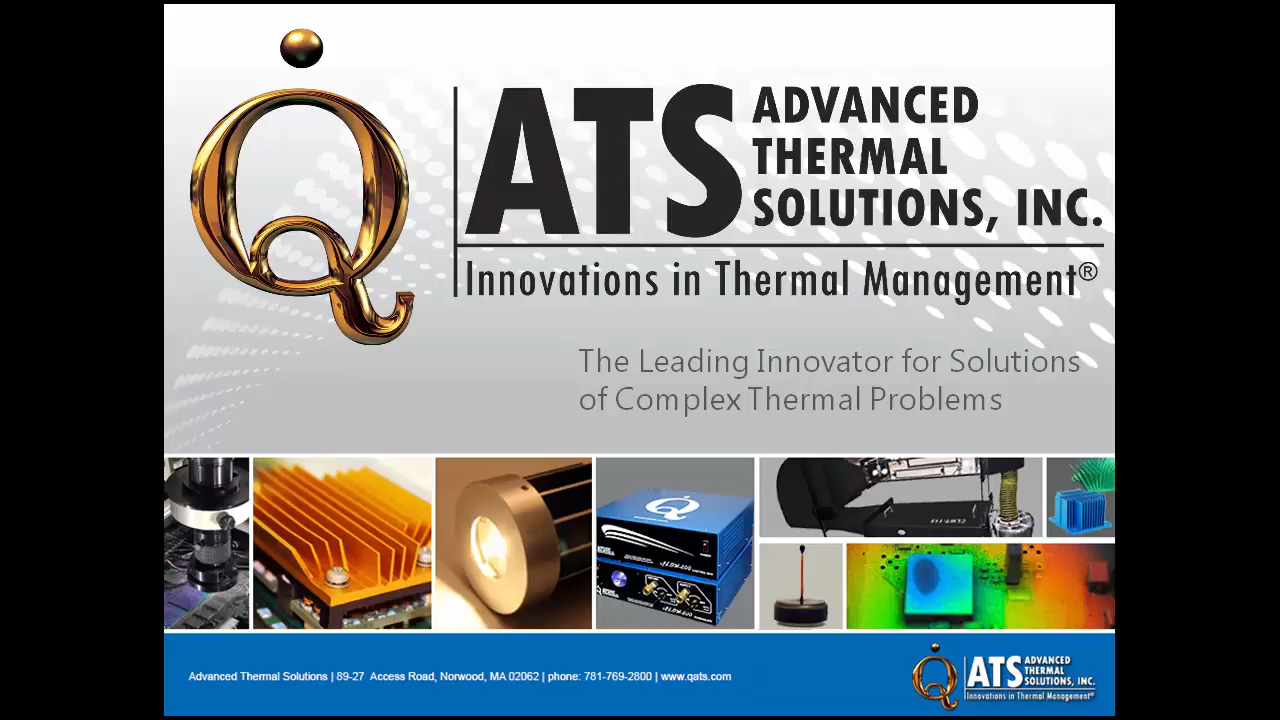 ATS
ADVANCED
THERMAL
SOLUTIONS, INC.
Innovations in Thermal Management®
The Leading Innovator for Solutions
of Complex Thermal Problems
Advanced Thermal Solutions | 89-27 Access Road, Norwood, MA 02062 | phone: 781-769-2800 | www.qats.com
ATS
ADVANCED
THERMAL
SOLUTIONS, INC.
Innovations in Thermal Management®